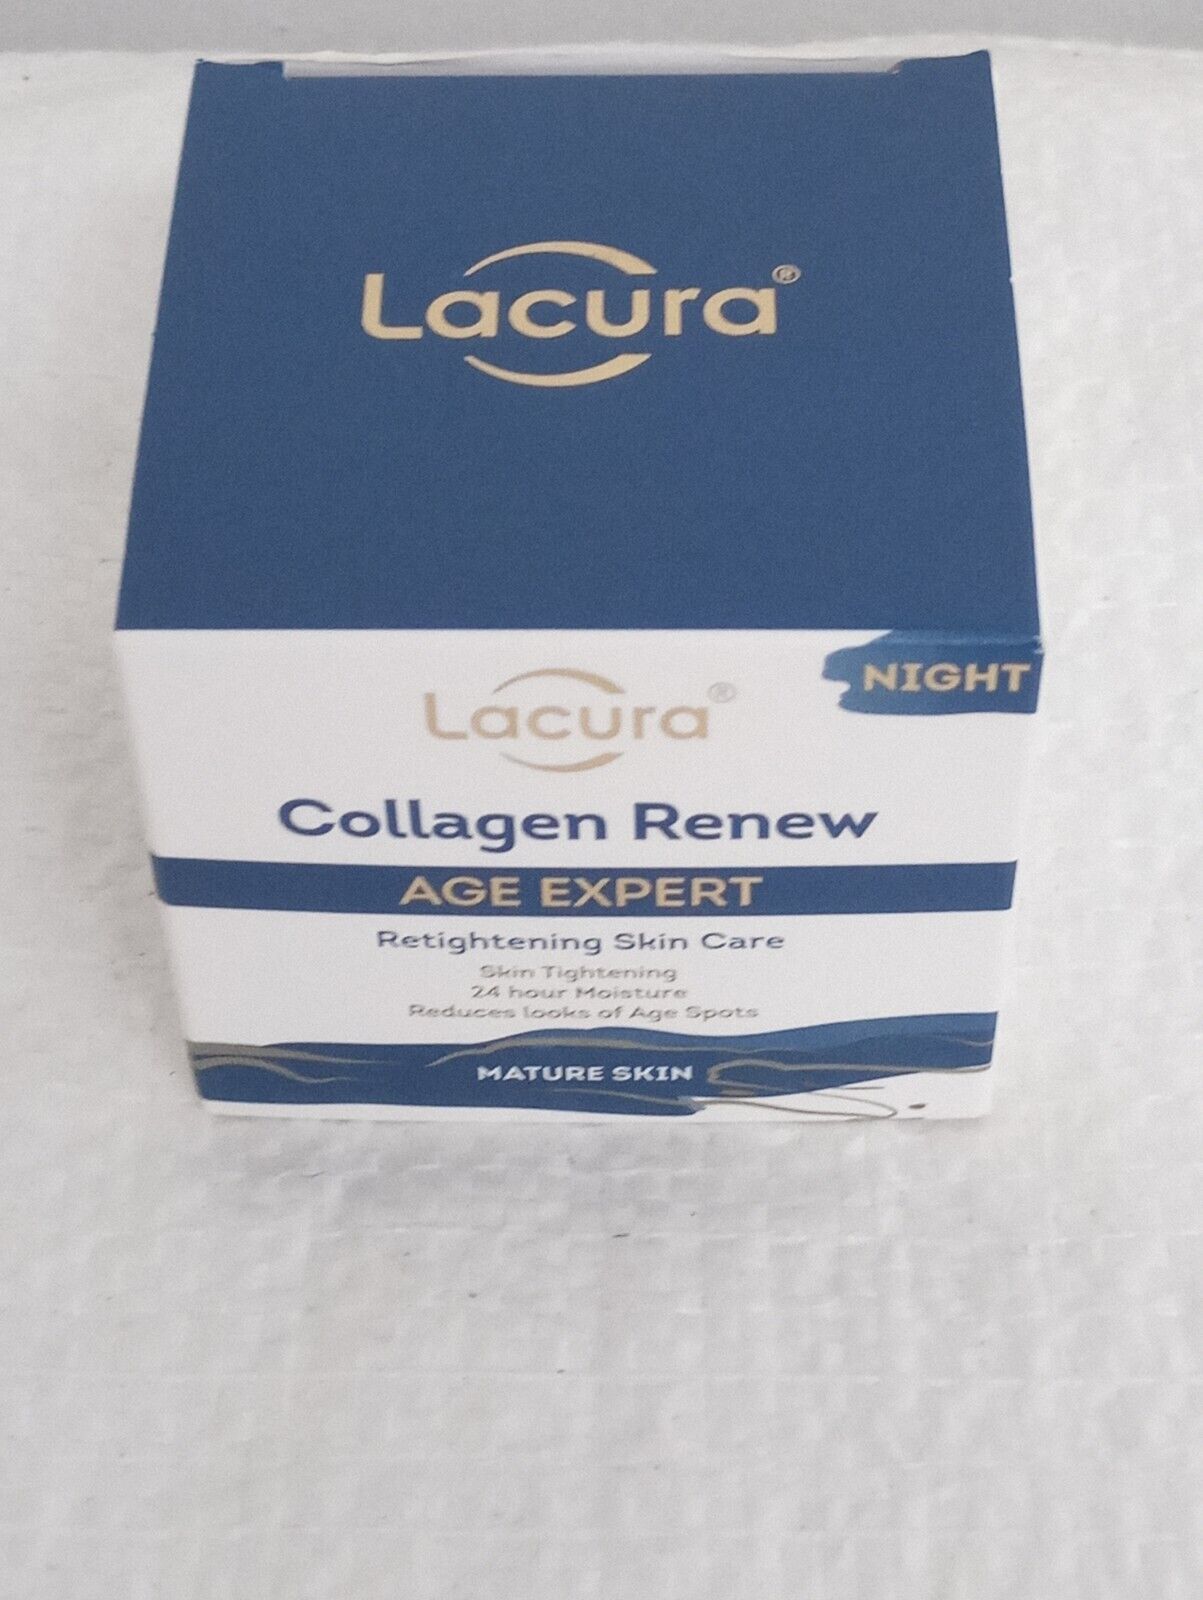 Lacura®
NIGHT
Lacura®
Collagen Renew
AGE EXPERT
Retightening Skin Care
Skin Tightening
24 hour Moisture
Reduces looks of Age Spots
MATURE SKIN